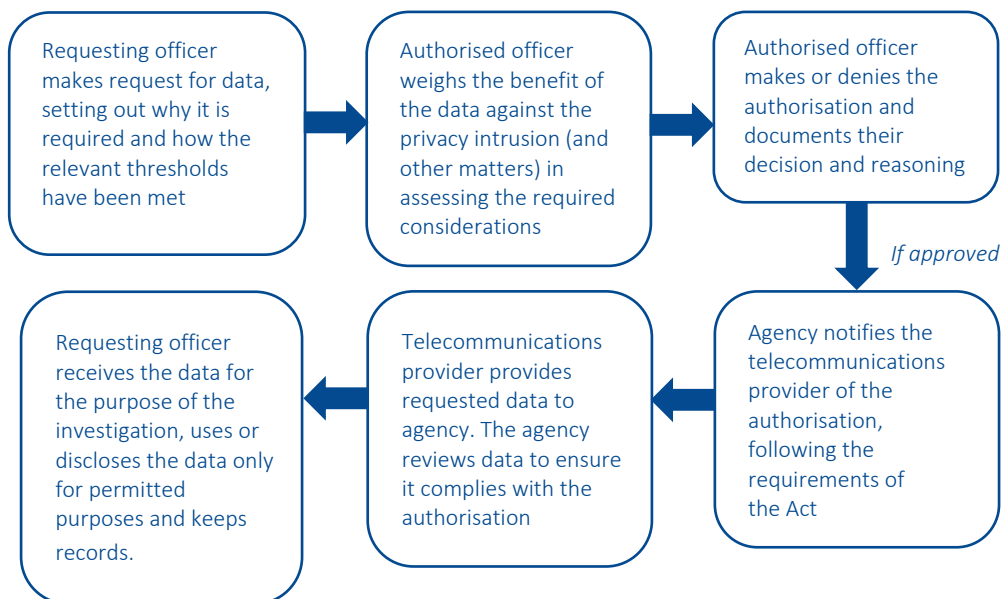 Requesting officer
makes request for data,
setting out why it is
required and how the
relevant thresholds
have been met
Authorised officer
weighs the benefit of
the data against the
privacy intrusion (and
other matters) in
assessing the required
considerations
Authorised officer
makes or denies the
authorisation and
documents their
decision and reasoning
If approved
Agency notifies the
telecommunications
provider of the
authorisation,
following the
requirements of
the Act
Telecommunications
provider provides
requested data to
agency. The agency
reviews data to ensure
it complies with the
authorisation
Requesting officer
receives the data for
the purpose of the
investigation, uses or
discloses the data only
for permitted
purposes and keeps
records.